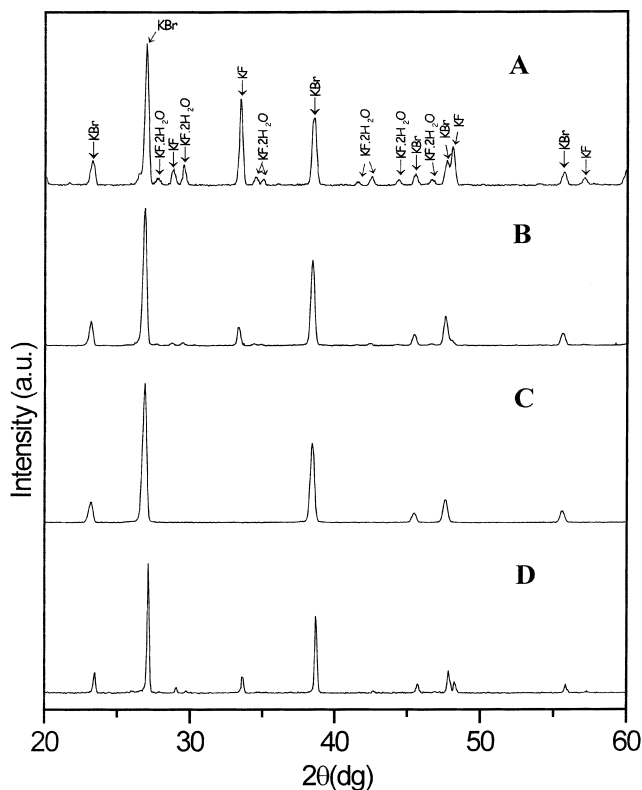 KBr
A
KBr
KF.2H2O
KF
KF.2H2O
KF
KF.2H2O
KBr
KF.2H2O
KF.2H2O
KBr
KF.2H2O
KBr
KF
KBr
KF
B
C
D
Intensity (a.u.)
20 30 40 50 60
2θ(dg)